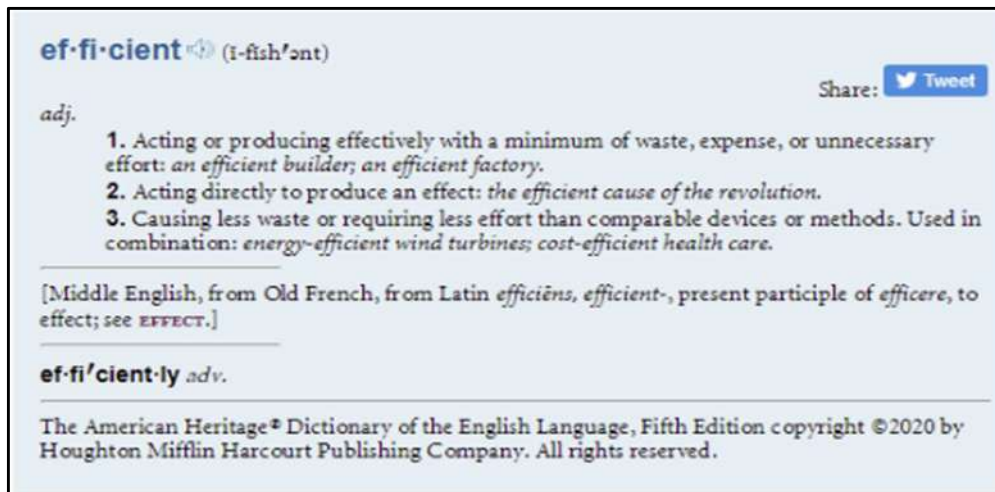 ef·fi·cient (ĭ-fĭsh′ənt)
Share: Tweet
adj.
1. Acting or producing effectively with a minimum of waste, expense, or unnecessary
effort: an efficient builder; an efficient factory.
2. Acting directly to produce an effect: the efficient cause of the revolution.
3. Causing less waste or requiring less effort than comparable devices or methods. Used in
combination: energy-efficient wind turbines; cost-efficient health care.
[Middle English, from Old French, from Latin efficiēns, efficient-, present participle of efficere, to
effect; see EFFECT.]
ef·fi′cient·ly adv.
The American Heritage® Dictionary of the English Language, Fifth Edition copyright ©2020 by
Houghton Mifflin Harcourt Publishing Company. All rights reserved.